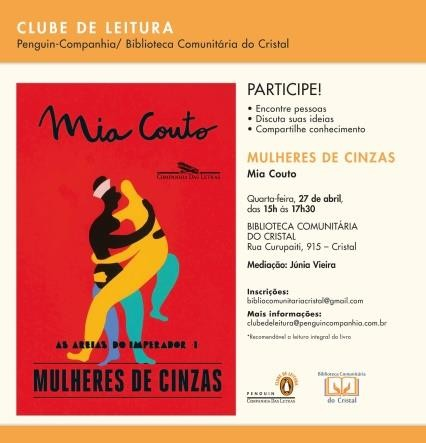 CLUBE DE LEITURA
Penguin-Companhia/ Biblioteca Comunitária do Cristal
Mia Couto
COMPANHIA DAS LETRAS
AS AREIAS DO IMPERADOR 1
MULHERES DE CINZAS
PARTICIPE!
• Encontre pessoas
• Discuta suas ideias
• Compartilhe conhecimento
MULHERES DE CINZAS
Mia Couto
Quarta-feira, 27 de abril,
das 15h às 17h30
BIBLIOTECA COMUNITÁRIA
DO CRISTAL
Rua Curupaiti, 915 – Cristal
Mediação: Júnia Vieira
Inscrições:
bibliocomunitariacristal@gmail.com
Mais informações:
clubedeleitura@penguincompanhia.com.br
*Recomendável a leitura integral do livro
CLUBE DE LEITURA
PENGUIN
COMPANHIA DAS LETRAS
Biblioteca Comunitária
do Cristal